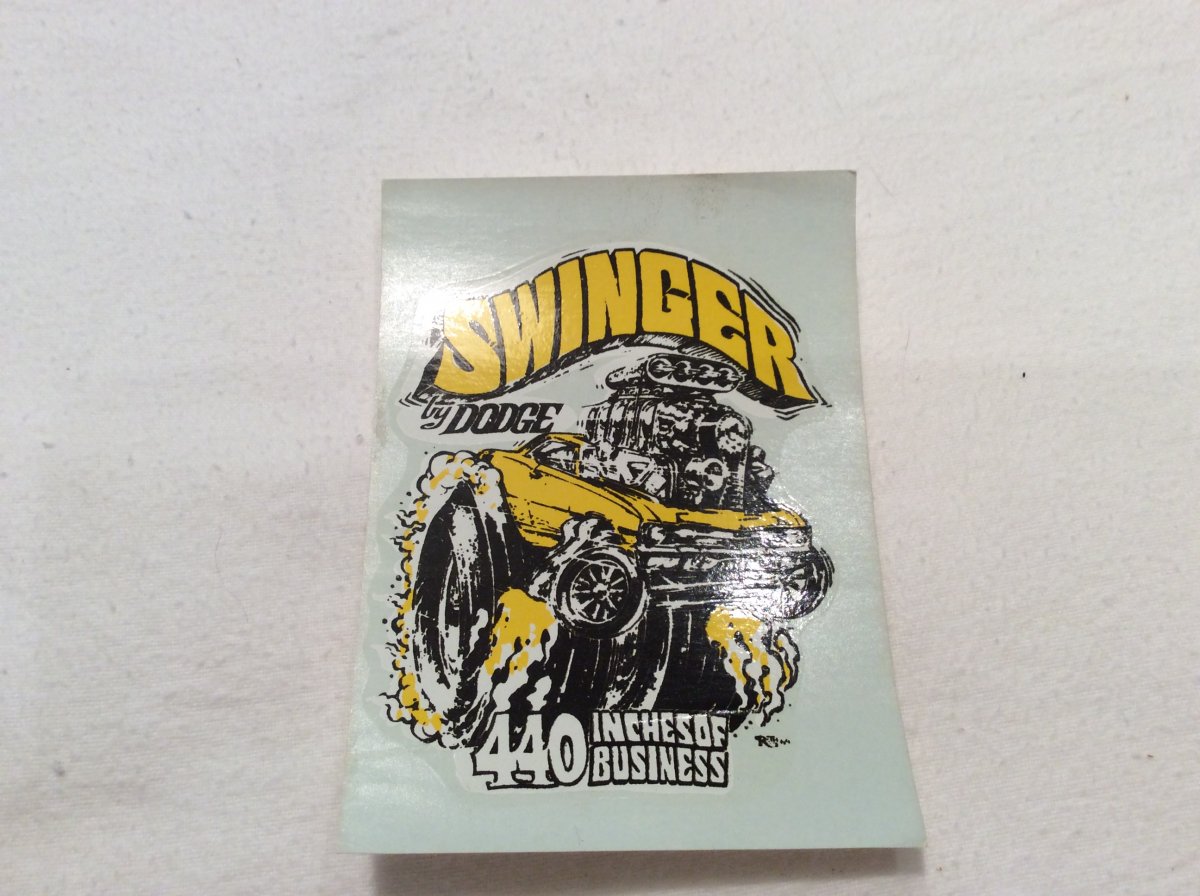 SWINGER
by DODGE
440 INCHES OF
BUSINESS